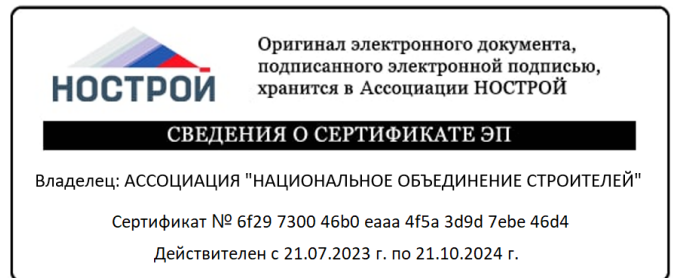 НОСТРОЙ
Оригинал электронного документа,
подписанного электронной подписью,
хранится в Ассоциации НОСТРОЙ
СВЕДЕНИЯ О СЕРТИФИКАТЕ ЭП
Владелец: АССОЦИАЦИЯ "НАЦИОНАЛЬНОЕ ОБЪЕДИНЕНИЕ СТРОИТЕЛЕЙ"
Сертификат № 6f29 7300 46b0 eaaa 4f5a 3d9d 7ebe 46d4
Действителен с 21.07.2023 г. по 21.10.2024 г.